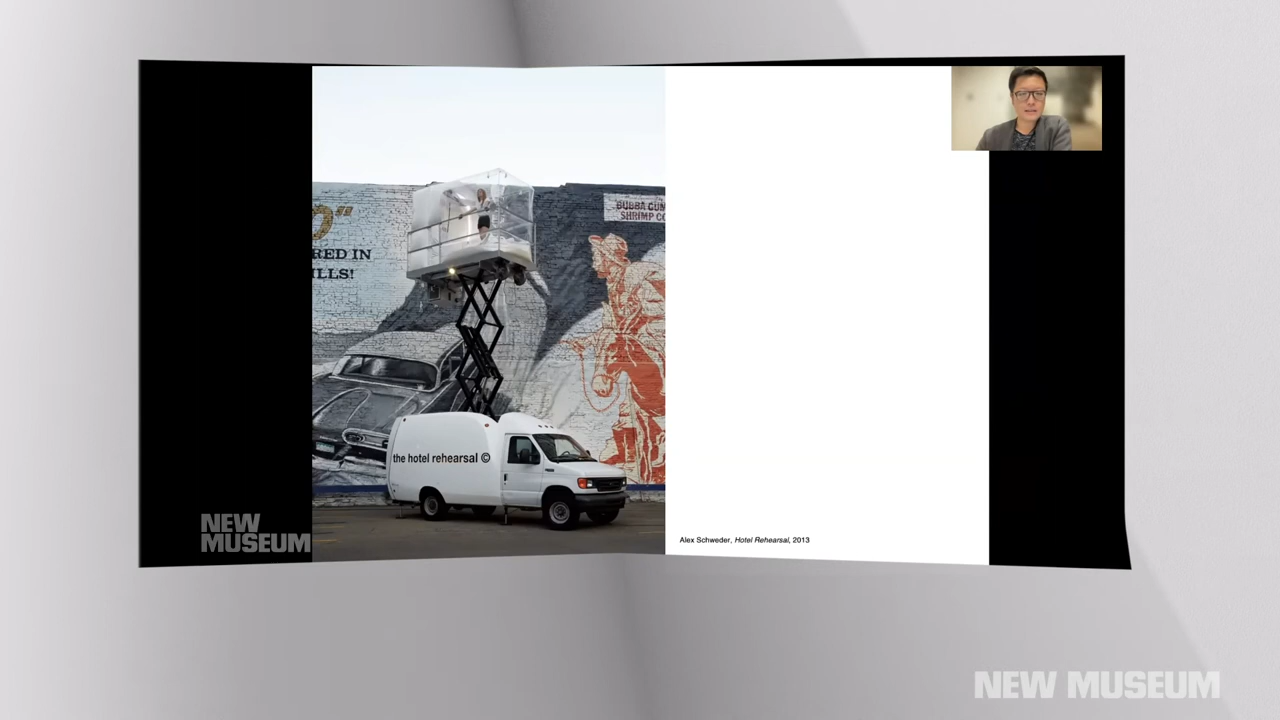 O"
RED IN
ILLS!
BUBBA GUM
SHRIMP CO
the hotel rehearsal ©
Alex Schweder, Hotel Rehearsal, 2013
NEW
MUSEUM
NEW MUSEUM